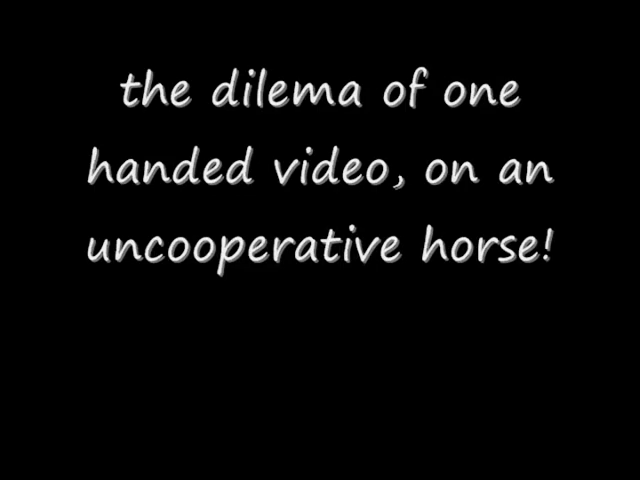 the dilema of one
handed video, on an
uncooperative horse!